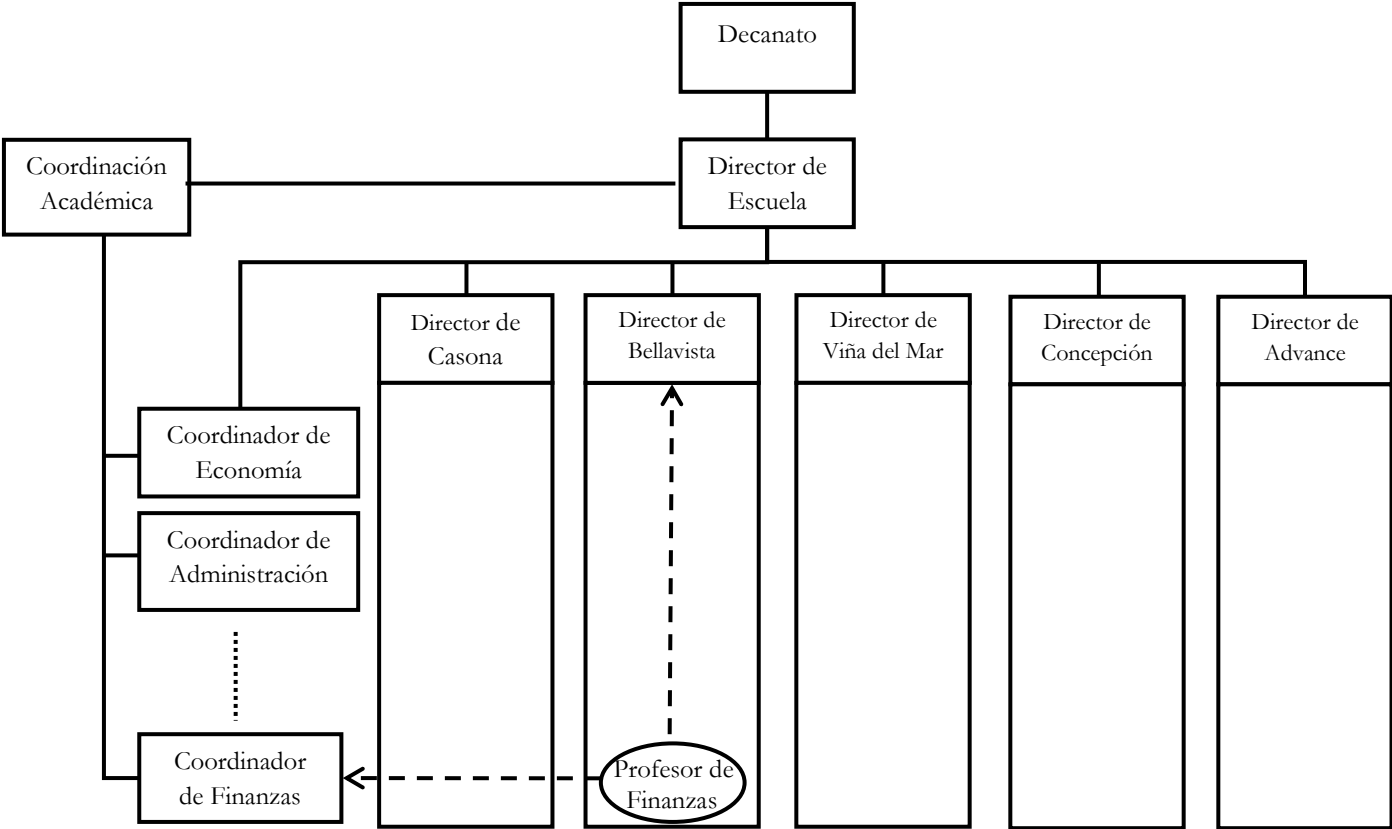 Decanato
Coordinación
Académica
Director de
Escuela
Director de
Casona
Director de
Bellavista
Director de
Viña del Mar
Director de
Concepción
Director de
Advance
Coordinador de
Economía
Coordinador de
Administración
Coordinador
de Finanzas
Profesor de
Finanzas